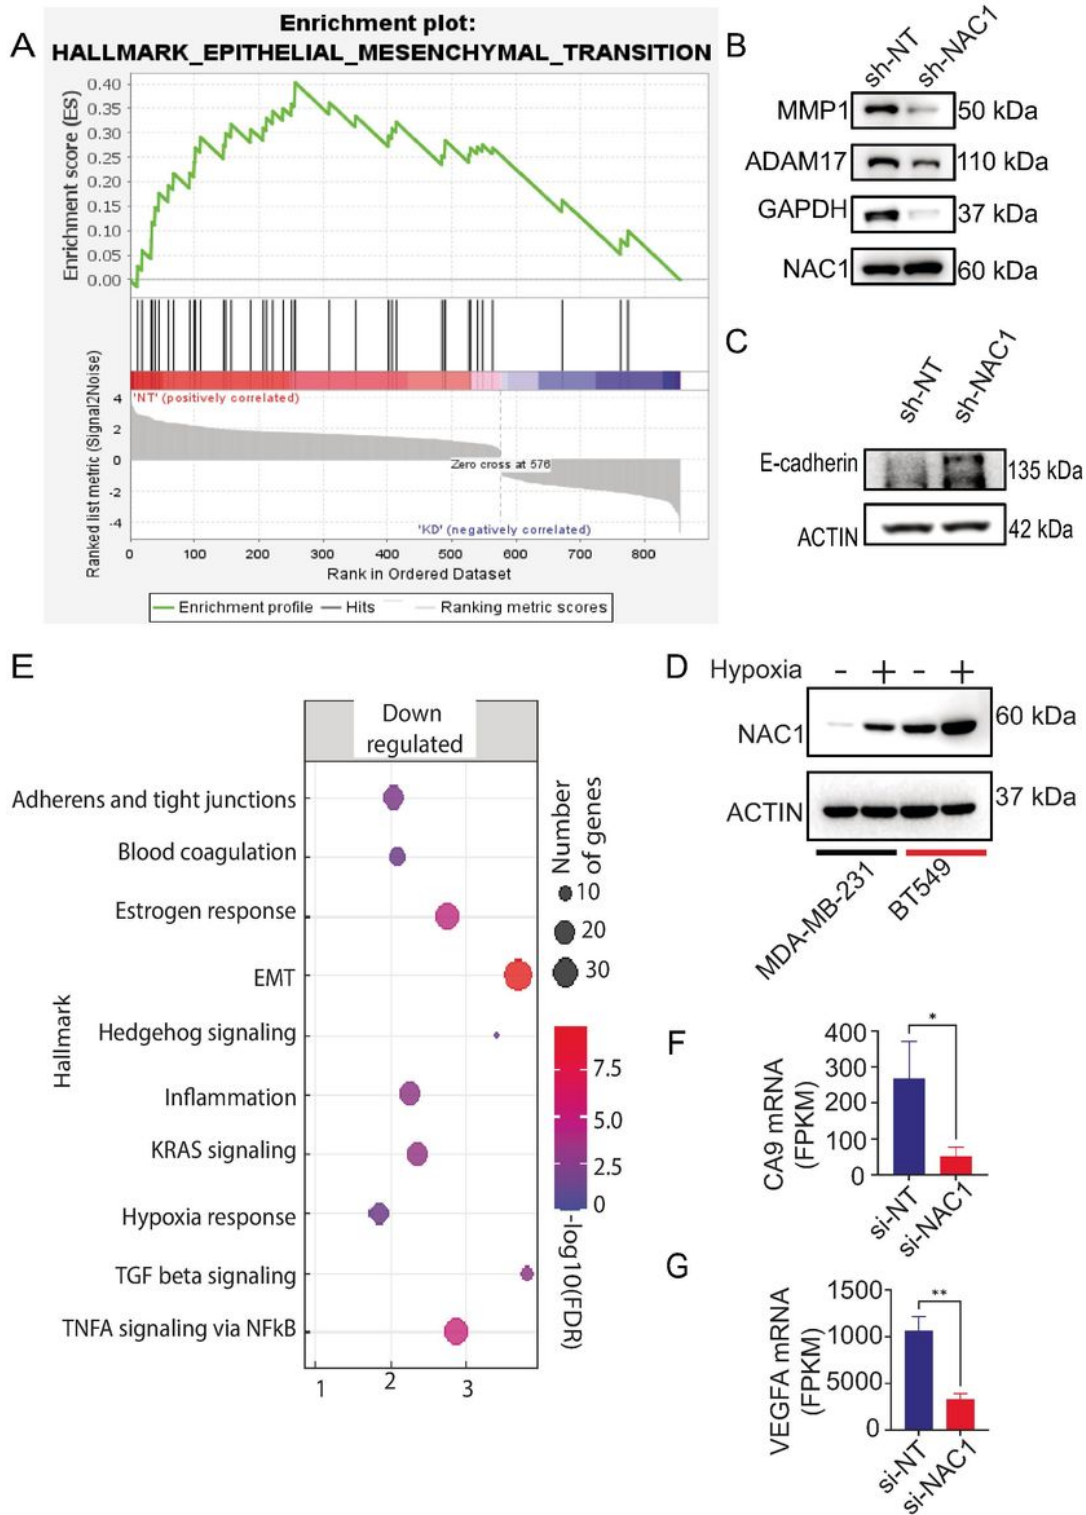 A
Enrichment plot:
HALLMARK_EPITHELIAL_MESENCHYMAL_TRANSITION
Enrichment score (ES)
0.40
0.35
0.30
0.25
0.20
0.15
0.10
0.05
0.00
'NT' (positively correlated)
Ranked list metric (Signal2Noise)
4
2
0
-2
-4
Zero cross at 576
'KD' (negatively correlated)
0 100 200 300 400 500 600 700 800
Rank in Ordered Dataset
Enrichment profile Hits Ranking metric scores
B
sh-NT sh-NAC1
MMP1 50 kDa
ADAM17 110 kDa
GAPDH 37 kDa
NAC1 60 kDa
C
sh-NT sh-NAC1
E-cadherin 135 kDa
ACTIN 42 kDa
D
Hypoxia - + - +
NAC1 60 kDa
ACTIN 37 kDa
MDA-MB-231 BT549
E
Down
regulated
Hallmark
Adherens and tight junctions
Blood coagulation
Estrogen response
EMT
Hedgehog signaling
Inflammation
KRAS signaling
Hypoxia response
TGF beta signaling
TNFA signaling via NFkB
1 2 3
Number
of genes
10
20
30
7.5
5.0
2.5
0
-log10(FDR)
F
CA9 mRNA
(FPKM)
400
300
200
100
0
*
si-NT si-NAC1
G
VEGFA mRNA
(FPKM)
1500
1000
5000
0
**
si-NT si-NAC1